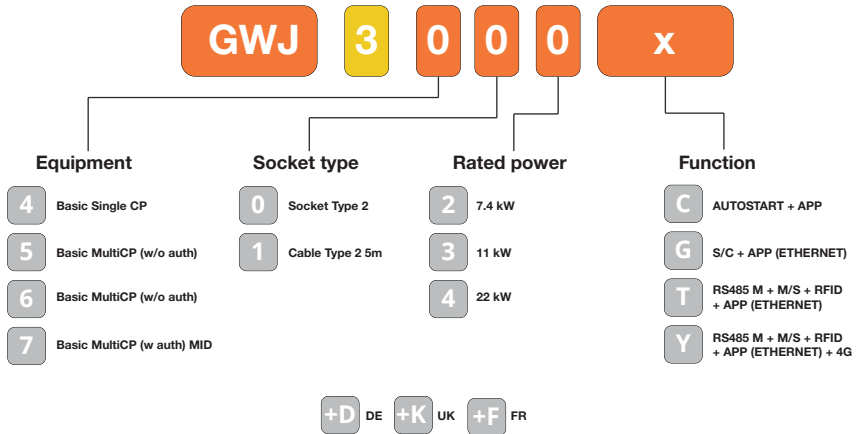 GWJ 3 0 0 0 x
Equipment
4 Basic Single CP
5 Basic MultiCP (w/o auth)
6 Basic MultiCP (w/o auth)
7 Basic MultiCP (w auth) MID
Socket type
0 Socket Type 2
1 Cable Type 2 5m
Rated power
2 7.4 kW
3 11 kW
4 22 kW
Function
C AUTOSTART + APP
G S/C + APP (ETHERNET)
T RS485 M + M/S + RFID
+ APP (ETHERNET)
Y RS485 M + M/S + RFID
+ APP (ETHERNET) + 4G
+D DE +K UK +F FR